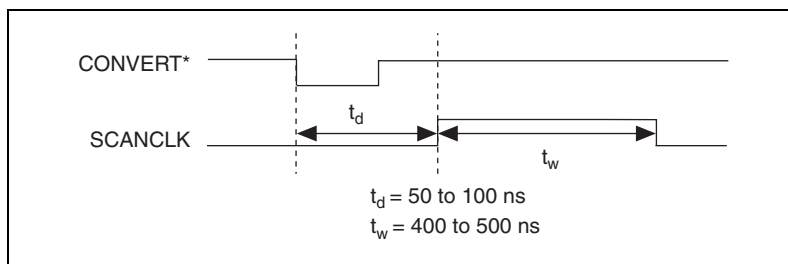 CONVERT*
t_d
SCANCLK
t_w
t_d = 50 to 100 ns
t_w = 400 to 500 ns